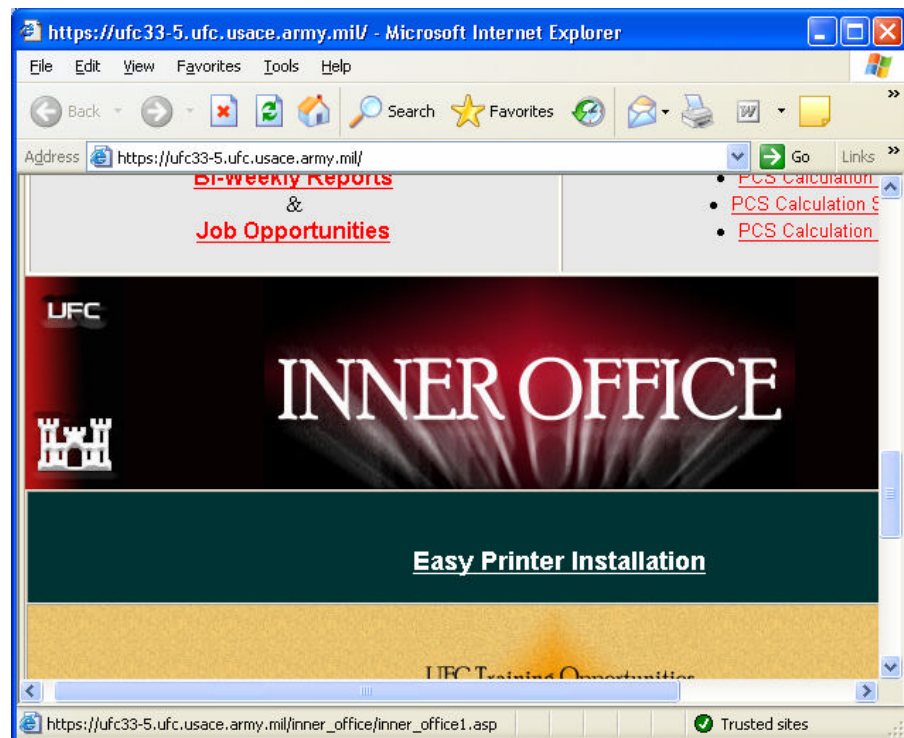 https://ufc33-5.ufc.usace.army.mil/ - Microsoft Internet Explorer
File Edit View Favorites Tools Help
Back Search Favorites W »
Address https://ufc33-5.ufc.usace.army.mil/ Go Links »
Bi-Weekly Reports
&
Job Opportunities
PCS Calculation
PCS Calculation S
PCS Calculation
UFC
INNER OFFICE
Easy Printer Installation
UFC Training Opportunities
https://ufc33-5.ufc.usace.army.mil/inner_office/inner_office1.asp Trusted sites